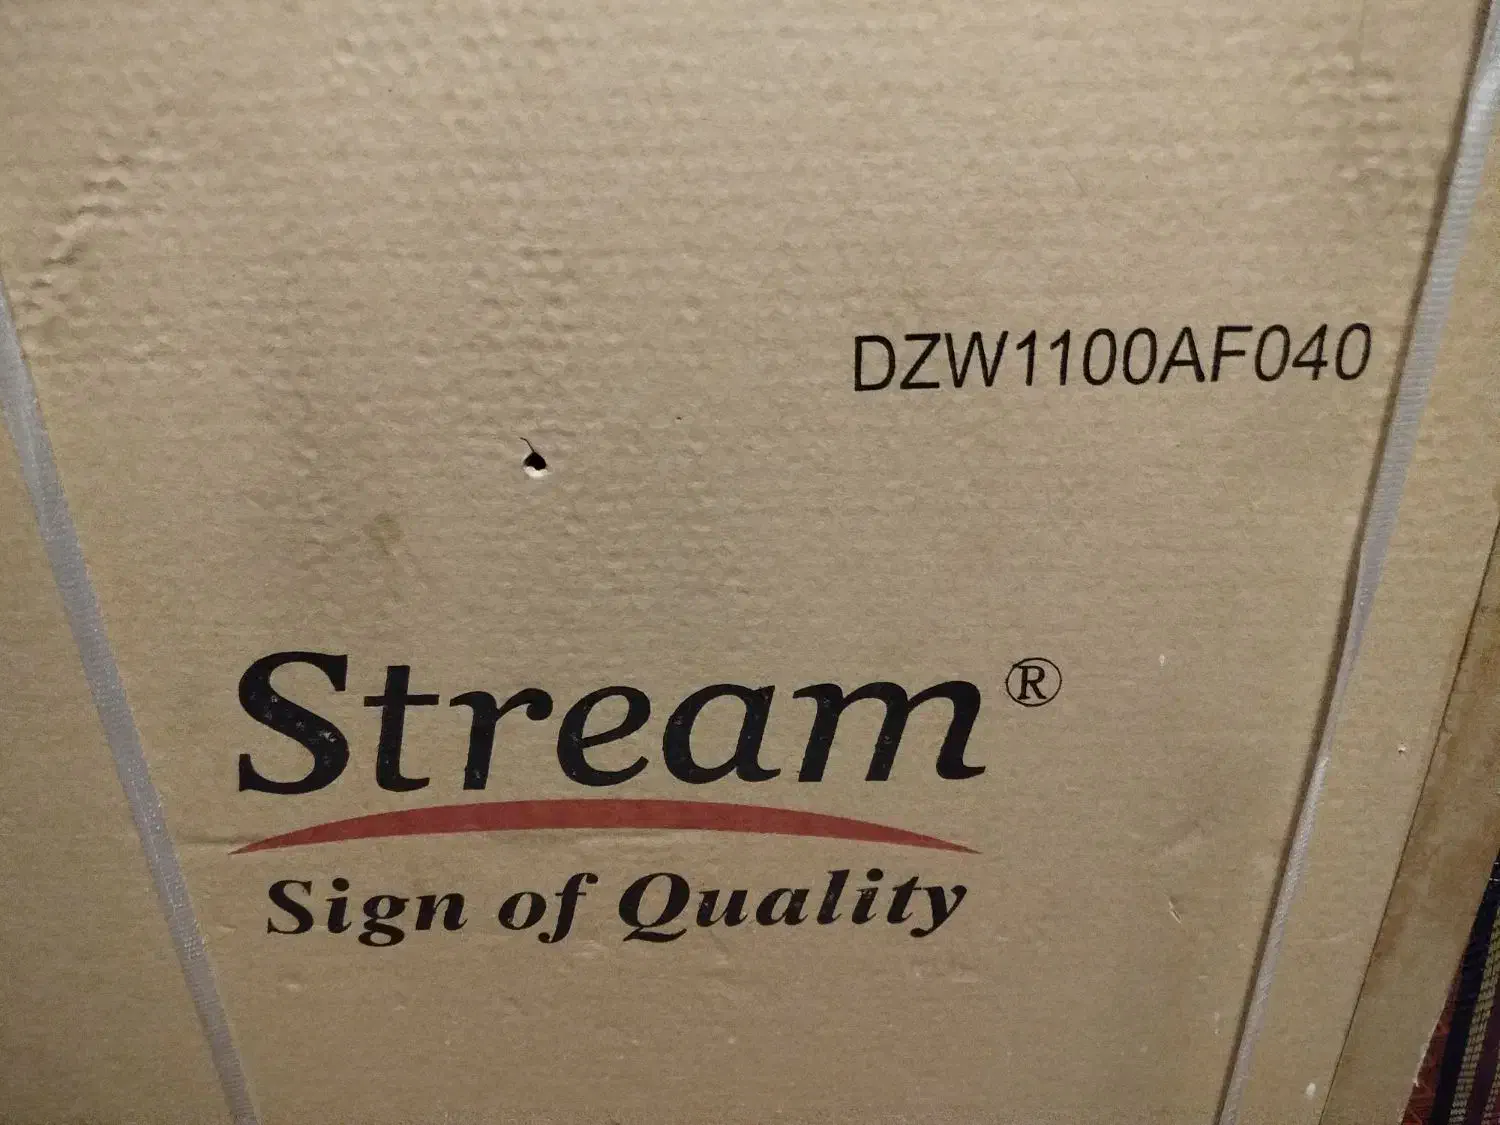 DZW1100AF040
Stream®
Sign of Quality